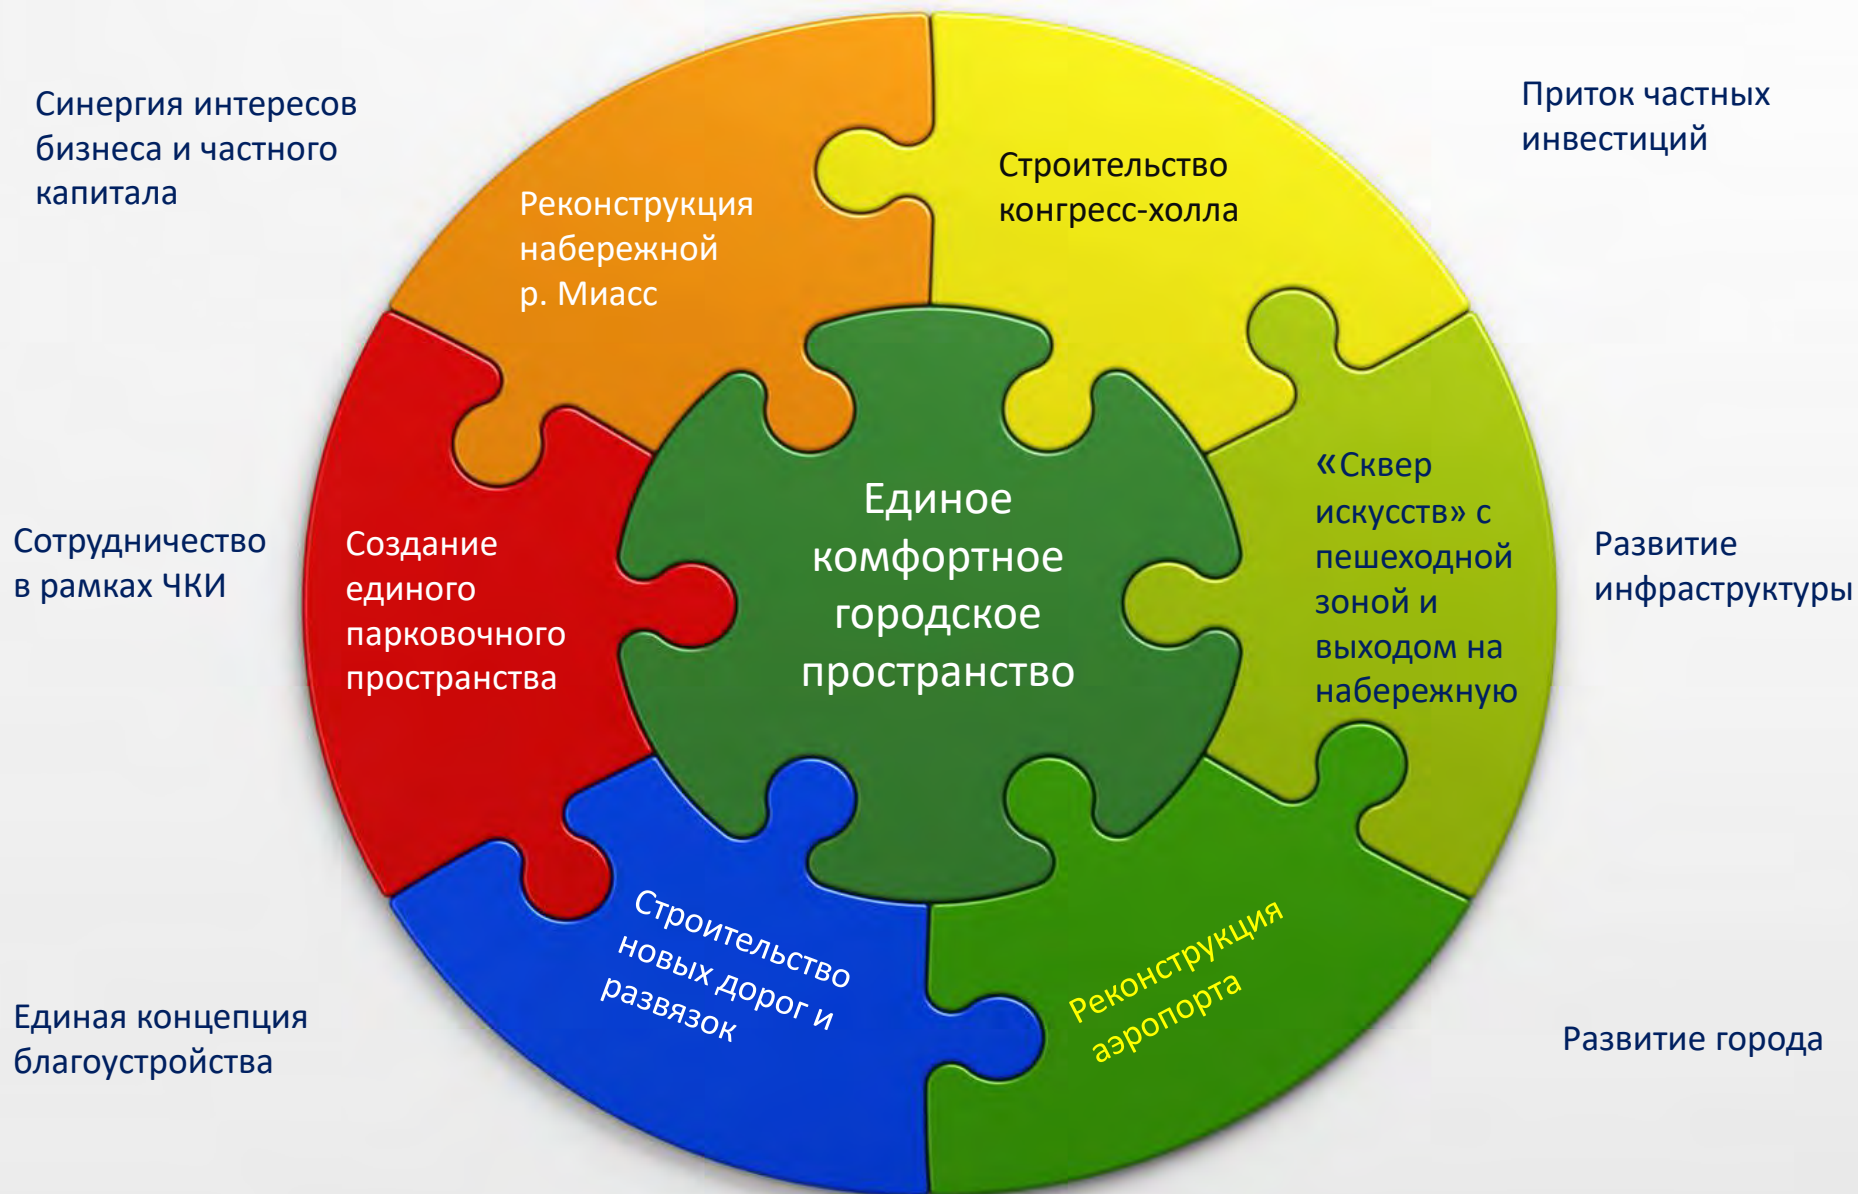 Синергия интересов
бизнеса и частного
капитала
Приток частных
инвестиций
Реконструкция
набережной
р. Миасс
Строительство
конгресс-холла
Сотрудничество
в рамках ЧКИ
Создание
единого
парковочного
пространства
Единое
комфортное
городское
пространство
«Сквер
искусств» с
пешеходной
зоной и
выходом на
набережную
Развитие
инфраструктуры
Единая концепция
благоустройства
Строительство
новых дорог и
развязок
Реконструкция
аэропорта
Развитие города